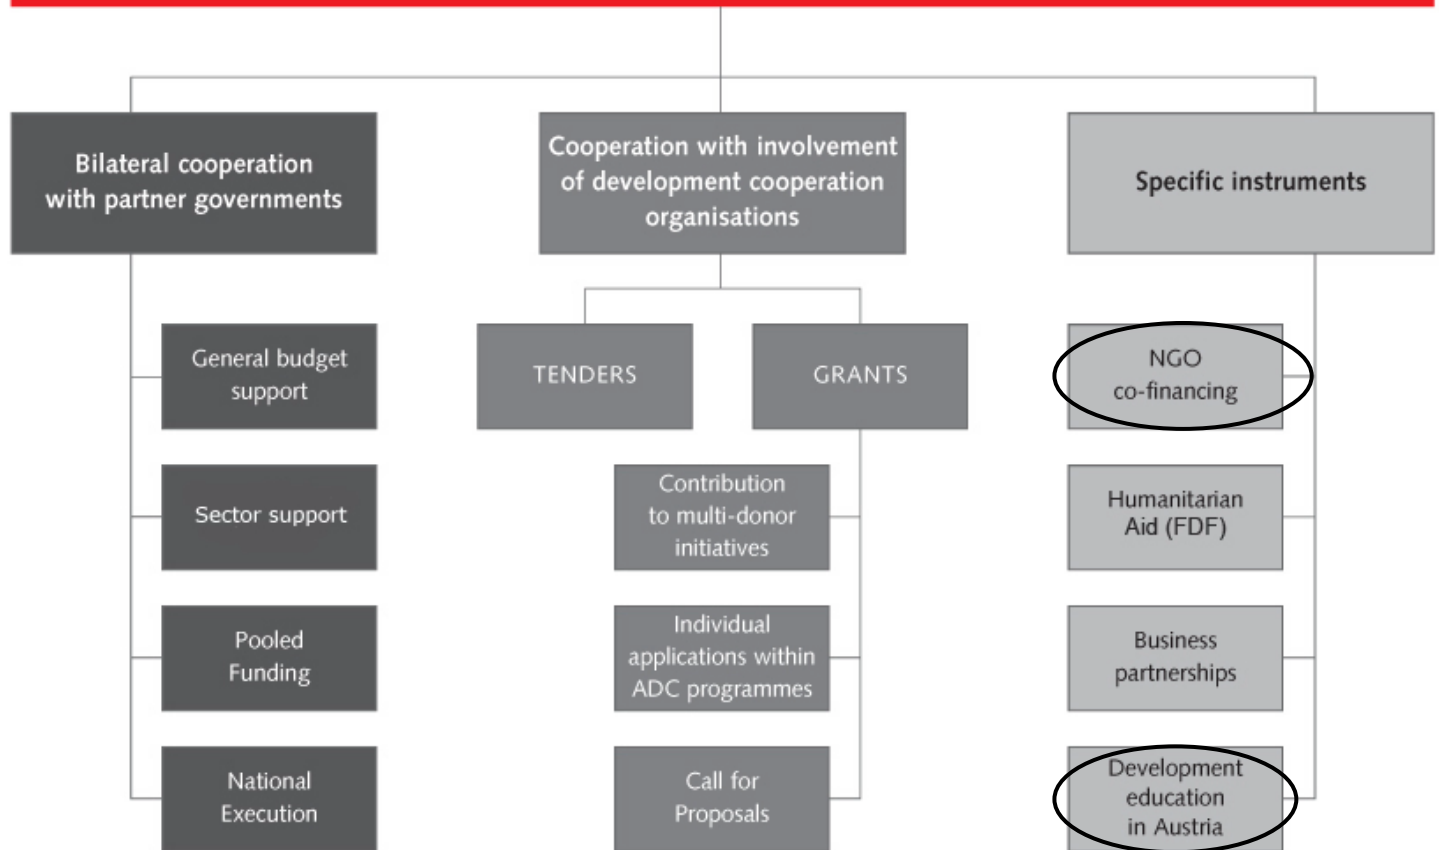 Bilateral cooperation
with partner governments
General budget
support
Sector support
Pooled
Funding
National
Execution
Cooperation with involvement
of development cooperation
organisations
TENDERS
GRANTS
Contribution
to multi-donor
initiatives
Individual
applications within
ADC programmes
Call for
Proposals
Specific instruments
NGO
co-financing
Humanitarian
Aid (FDF)
Business
partnerships
Development
education
in Austria